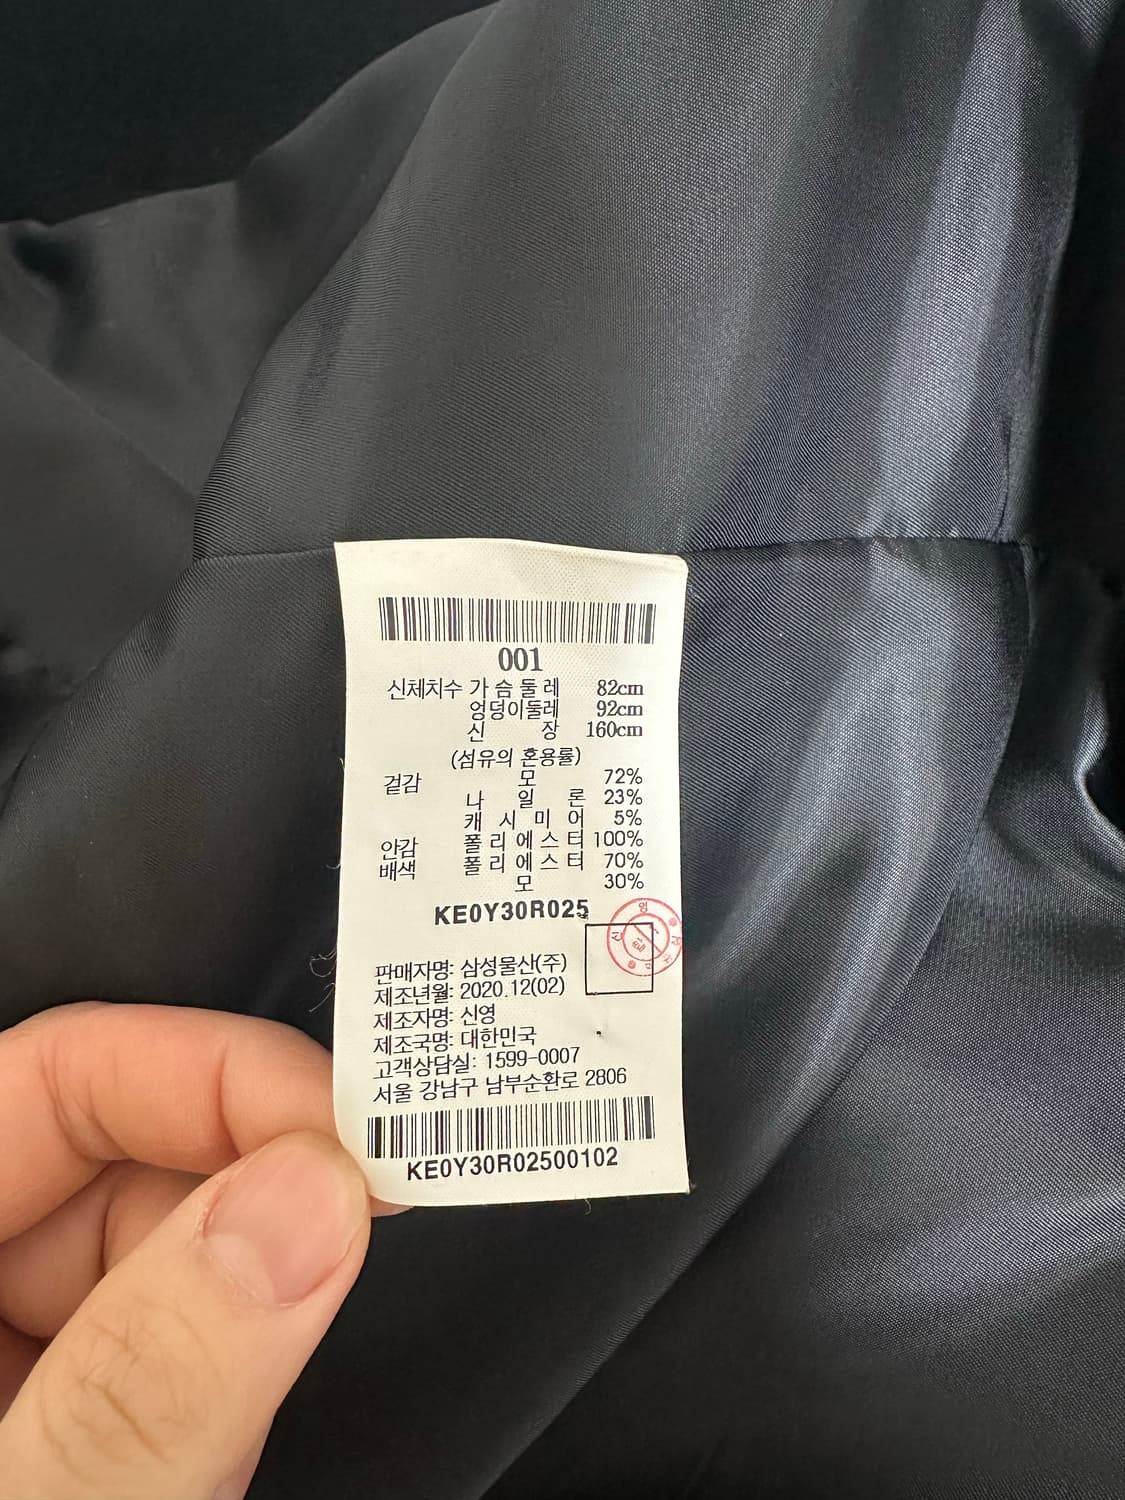 001
신체치수 가슴둘레 82cm
엉덩이둘레 92cm
신 장 160cm
(섬유의 혼용률)
겉감 모 72%
나 일 론 23%
캐 시 미 어 5%
안감 폴 리 에 스 터 100%
배색 폴 리 에 스 터 70%
모 30%
KE0Y30R025
판매자명: 삼성물산(주)
제조년월: 2020.12(02)
제조자명: 신영
제조국명: 대한민국
고객상담실: 1599-0007
서울 강남구 남부순환로 2806
KE0Y30R02500102